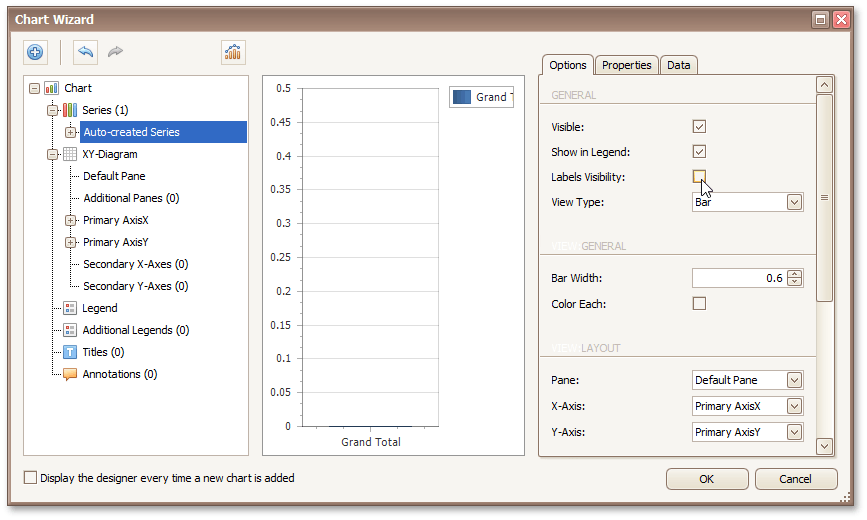 Chart Wizard
Chart
Series (1)
Auto-created Series
XY-Diagram
Default Pane
Additional Panes (0)
Primary AxisX
Primary AxisY
Secondary X-Axes (0)
Secondary Y-Axes (0)
Legend
Additional Legends (0)
Titles (0)
Annotations (0)
0.5
0.45
0.4
0.35
0.3
0.25
0.2
0.15
0.1
0.05
0
Grand Total
Grand T
Options Properties Data
GENERAL
Visible:
Show in Legend:
Labels Visibility:
View Type: Bar
VIEW: GENERAL
Bar Width: 0.6
Color Each:
VIEW: LAYOUT
Pane: Default Pane
X-Axis: Primary AxisX
Y-Axis: Primary AxisY
Display the designer every time a new chart is added
OK Cancel